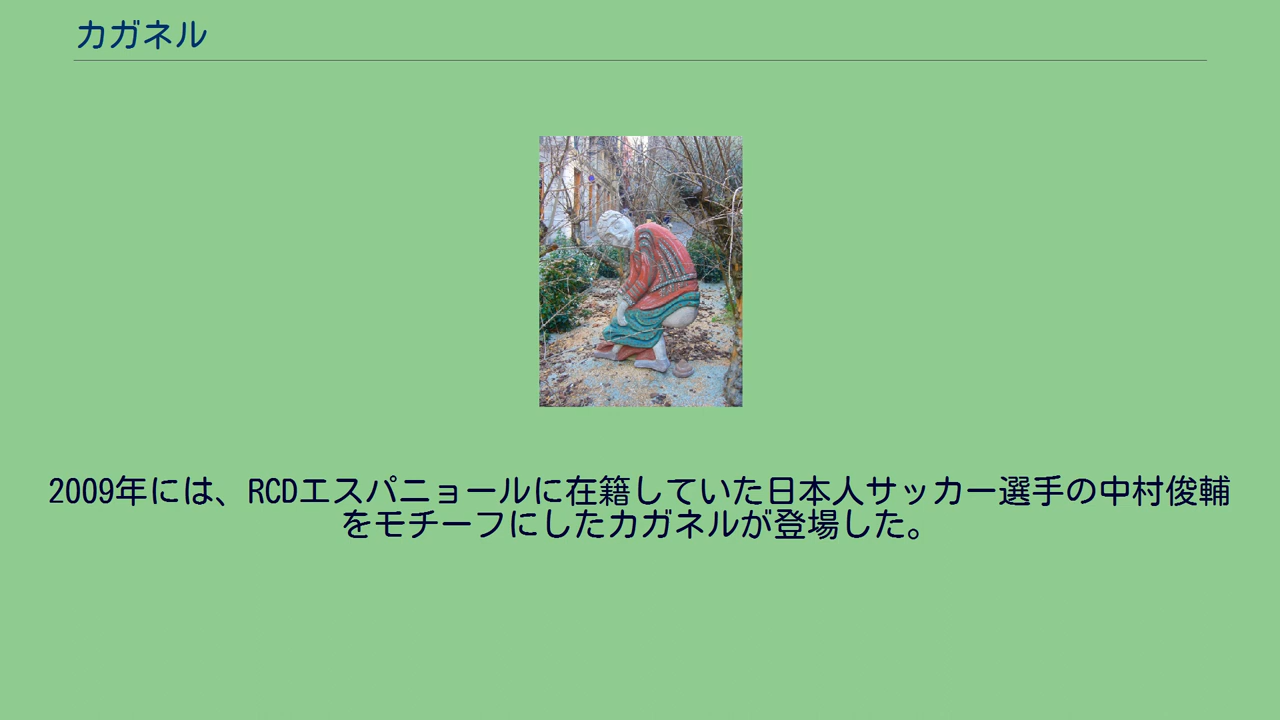 カガネル
2009年には、RCDエスパニョールに在籍していた日本人サッカー選手の中村俊輔
をモチーフにしたカガネルが登場した。